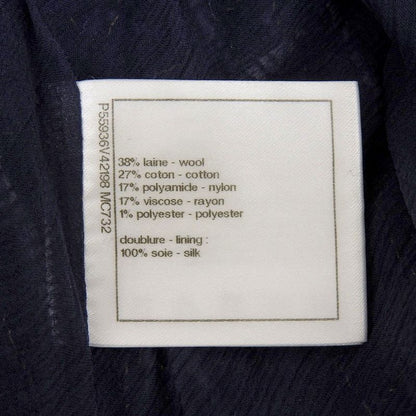 P55936V42198 MC732
38% laine - wool
27% coton - cotton
17% polyamide - nylon
17% viscose - rayon
1% polyester - polyester
doublure - lining :
100% soie - silk